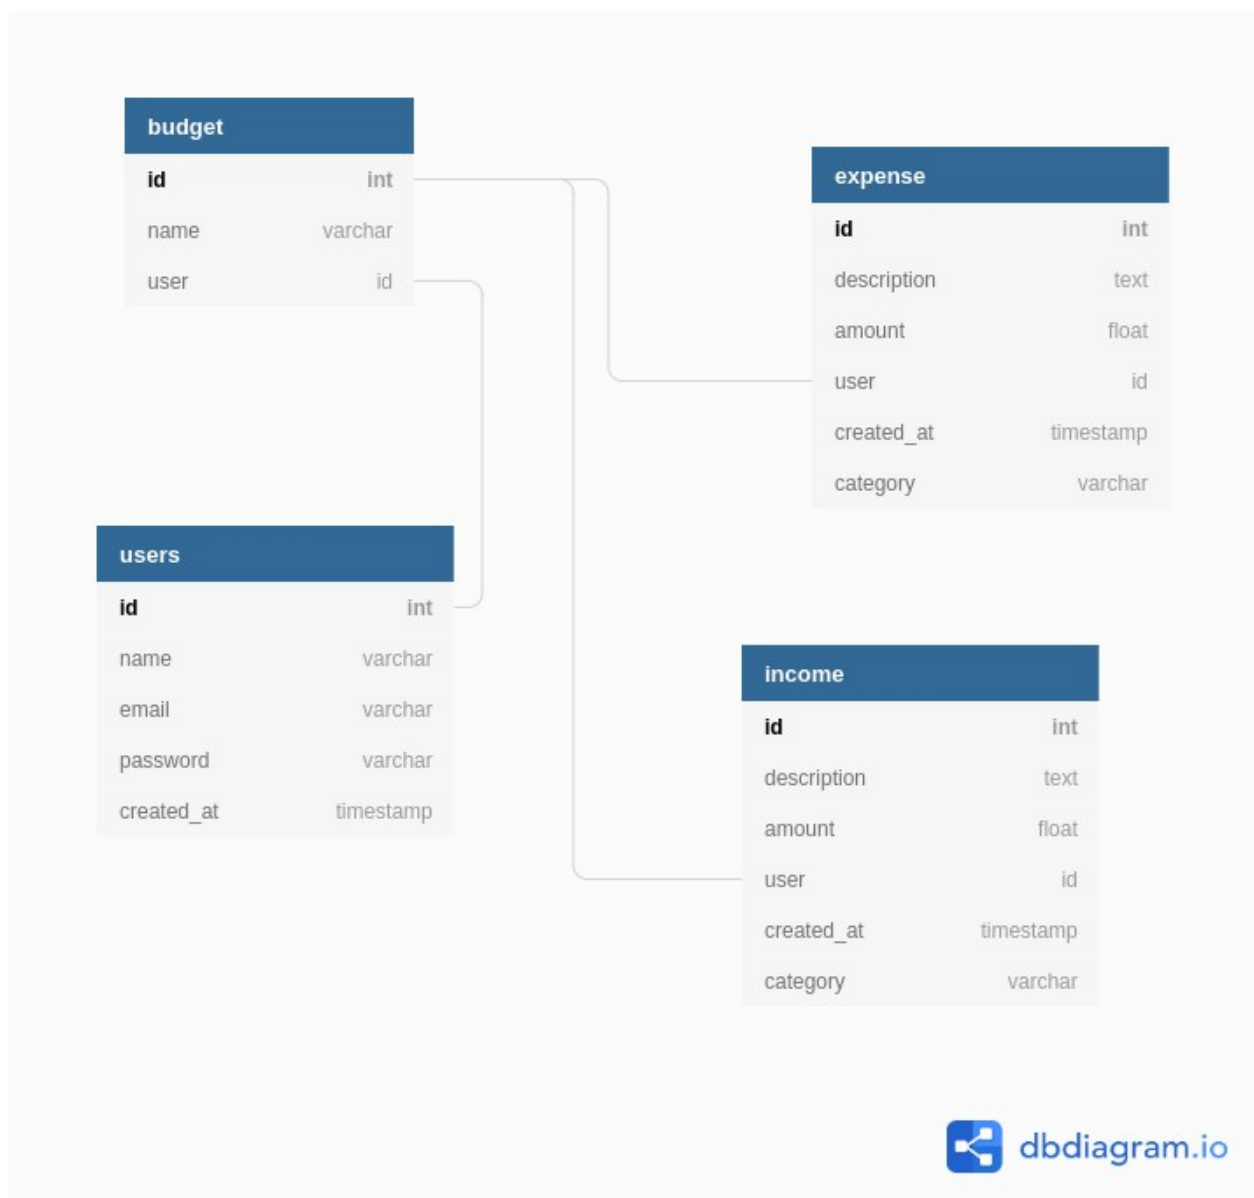 budget
id int
name varchar
user id
expense
id int
description text
amount float
user id
created_at timestamp
category varchar
users
id int
name varchar
email varchar
password varchar
created_at timestamp
income
id int
description text
amount float
user id
created_at timestamp
category varchar
dbdiagram.io